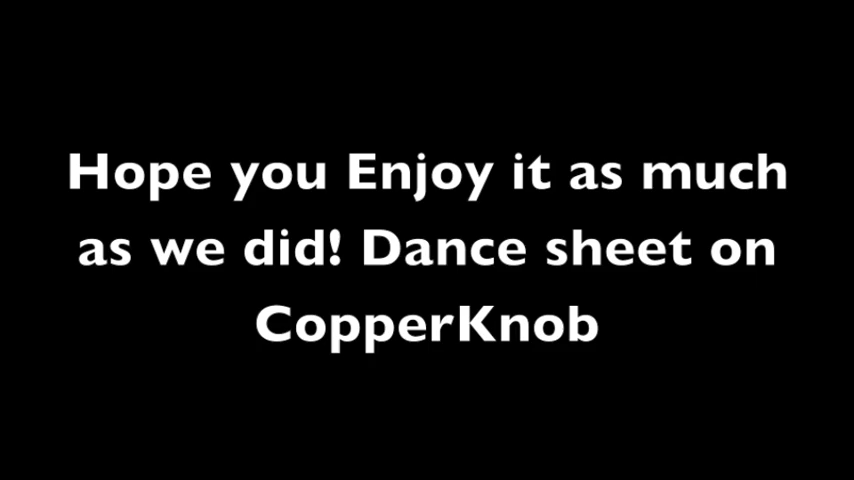 Hope you Enjoy it as much
as we did! Dance sheet on
CopperKnob